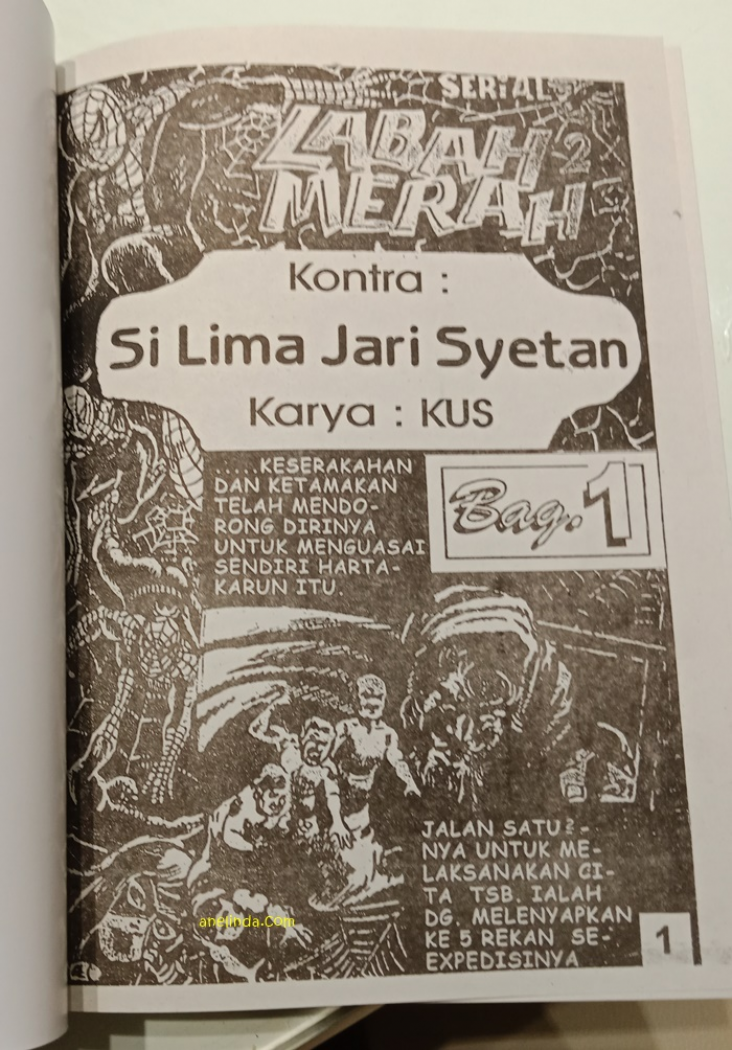 SERIAL
LABAH2
MERAH
Kontra :
Si Lima Jari Syetan
Karya : KUS
.....KESERAKAHAN
DAN KETAMAKAN
TELAH MENDO-
RONG DIRINYA
UNTUK MENGUASAI
SENDIRI HARTA-
KARUN ITU.
Bag. 1
JALAN SATU2-
NYA UNTUK ME-
LAKSANAKAN CI-
TA TSB. IALAH
DG. MELENYAPKAN
KE 5 REKAN SE-
EXPEDISINYA
anelinda.Com
1